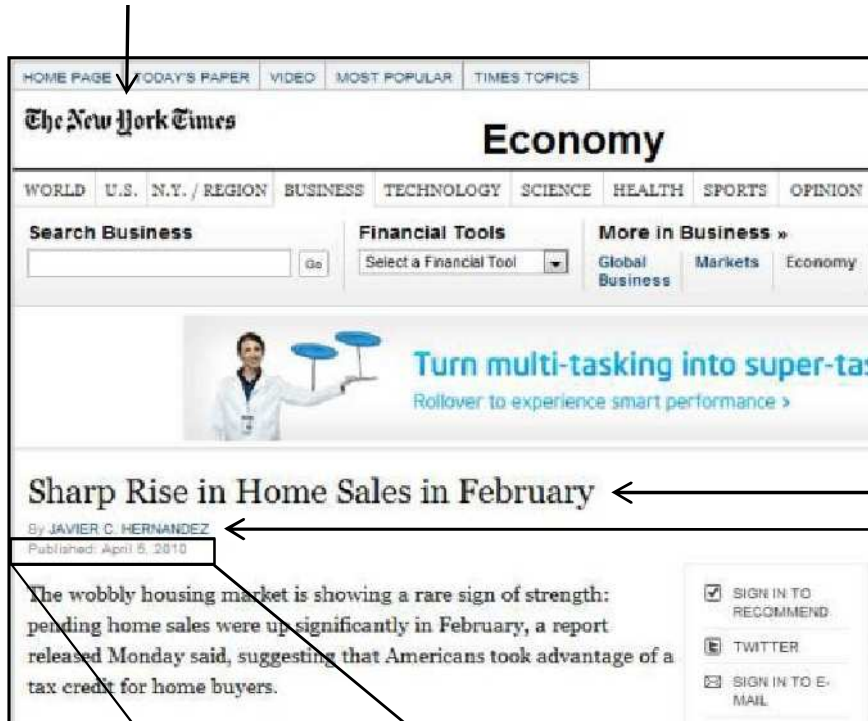 HOME PAGE TODAY'S PAPER VIDEO MOST POPULAR TIMES TOPICS
The New York Times
Economy
WORLD U.S. N.Y. / REGION BUSINESS TECHNOLOGY SCIENCE HEALTH SPORTS OPINION
Search Business Financial Tools More in Business »
Go Select a Financial Tool Global Markets Economy
Business
Turn multi-tasking into super-tas
Rollover to experience smart performance >
Sharp Rise in Home Sales in February
By JAVIER C. HERNANDEZ
Published: April 5, 2010
The wobbly housing market is showing a rare sign of strength:
pending home sales were up significantly in February, a report
released Monday said, suggesting that Americans took advantage of a
tax credit for home buyers.
SIGN IN TO
RECOMMEND
TWITTER
SIGN IN TO E-
MAIL